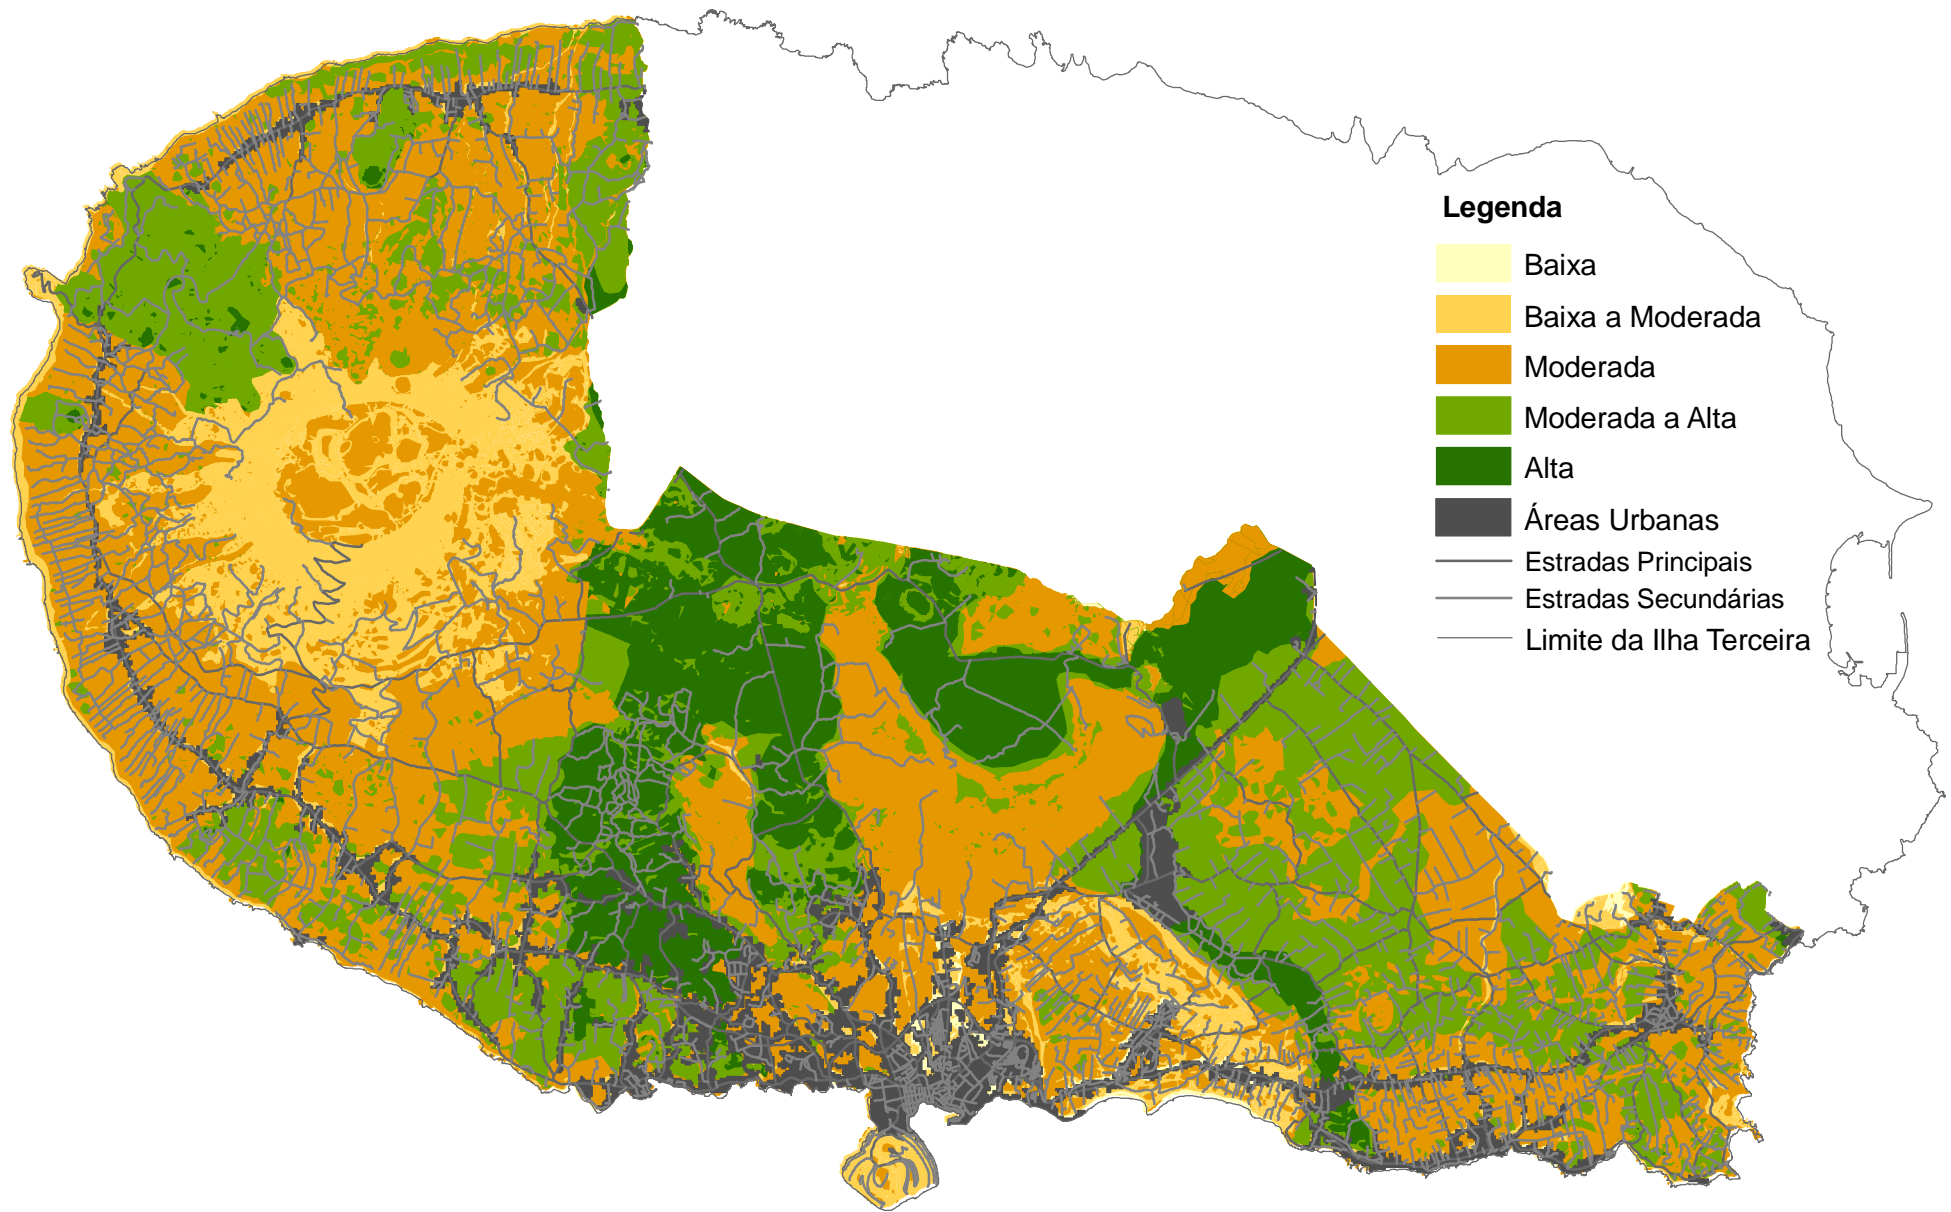 Legenda
Baixa
Baixa a Moderada
Moderada
Moderada a Alta
Alta
Áreas Urbanas
Estradas Principais
Estradas Secundárias
Limite da Ilha Terceira